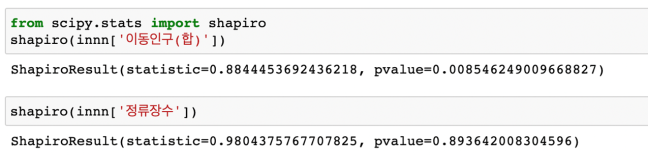 from scipy.stats import shapiro
shapiro(innn['이동인구(합)'])
ShapiroResult(statistic=0.8844453692436218, pvalue=0.008546249009668827)
shapiro(innn['정류장수'])
ShapiroResult(statistic=0.9804375767707825, pvalue=0.893642008304596)